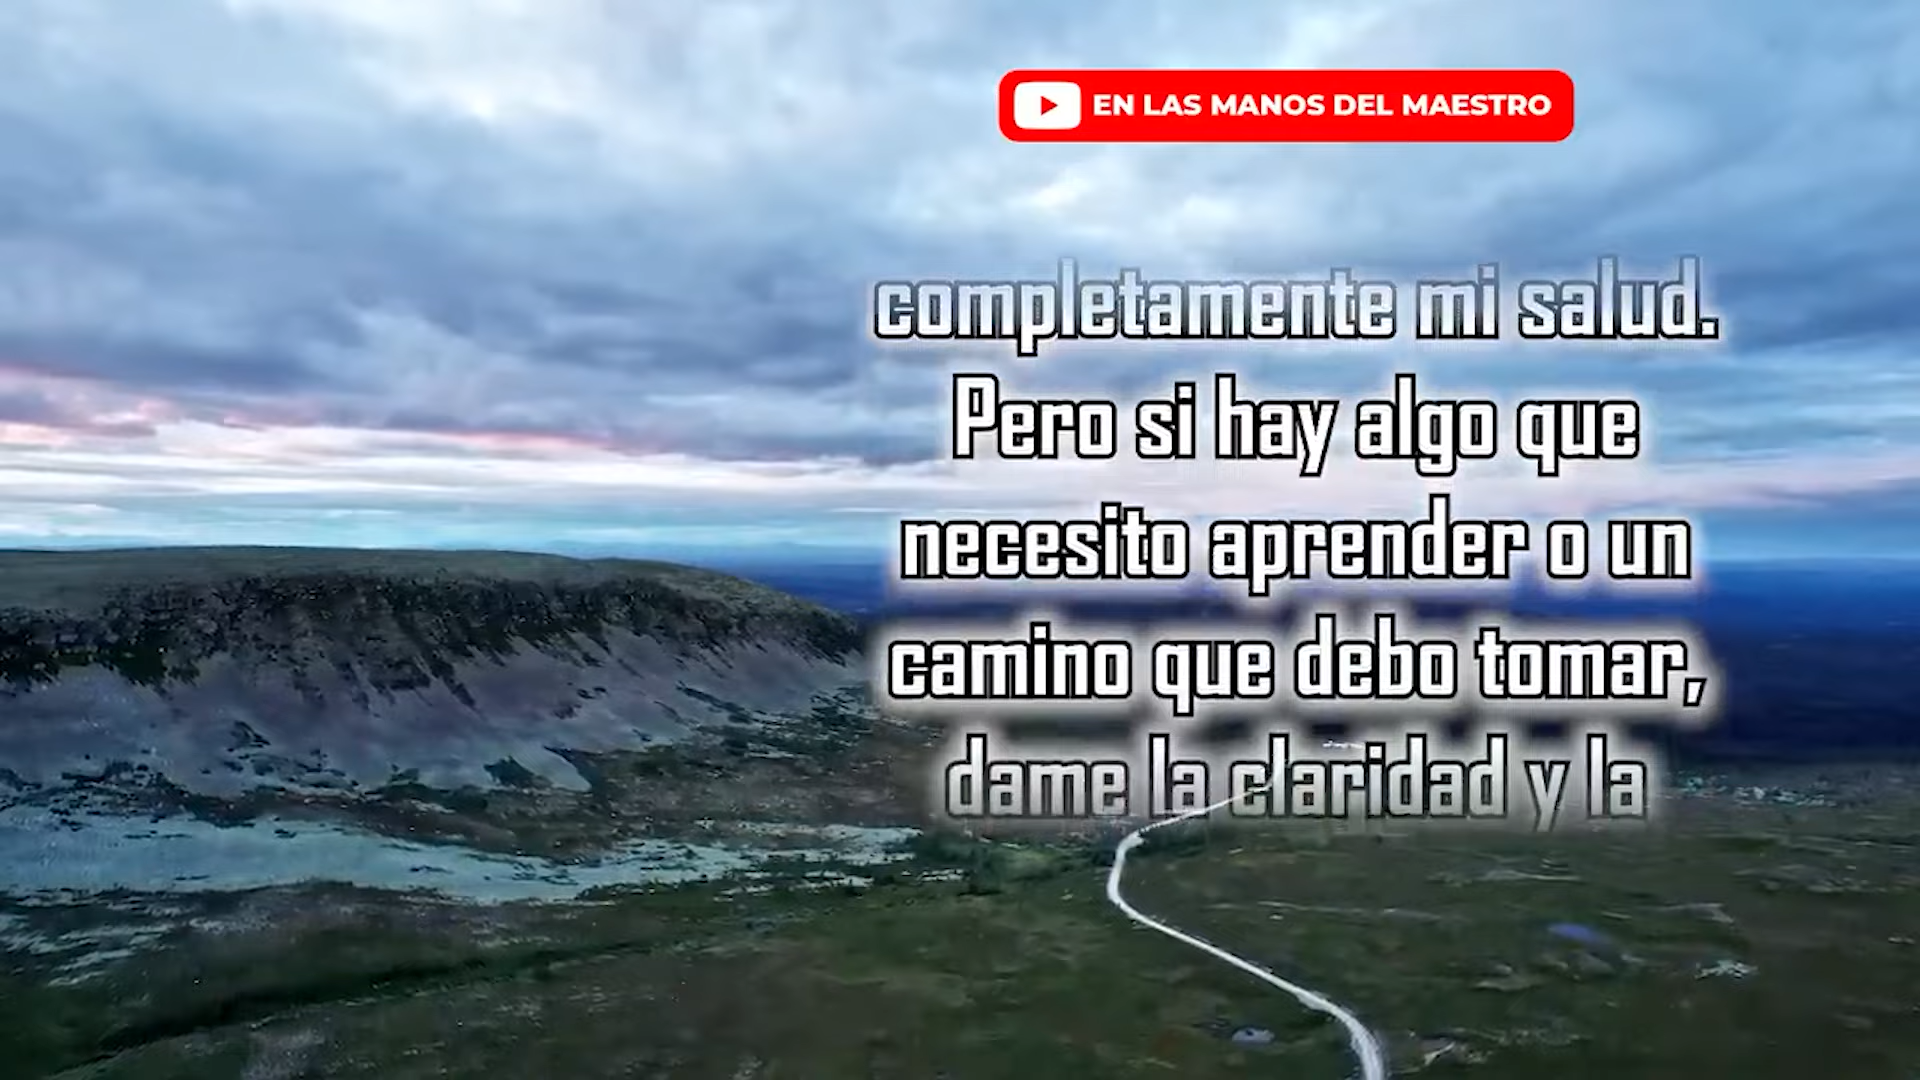 EN LAS MANOS DEL MAESTRO
completamente mi salud.
Pero si hay algo que
necesito aprender o un
camino que debo tomar,
dame la claridad y la